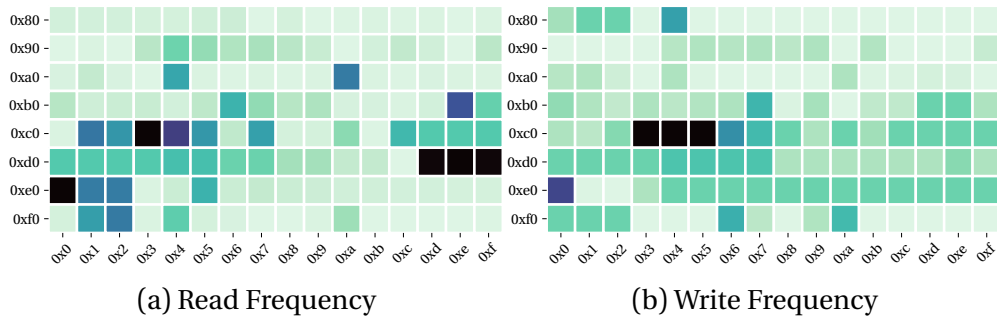 0x80
0x90
0xa0
0xb0
0xc0
0xd0
0xe0
0xf0
0x0 0x1 0x2 0x3 0x4 0x5 0x6 0x7 0x8 0x9 0xa 0xb 0xc 0xd 0xe 0xf
(a) Read Frequency
0x80
0x90
0xa0
0xb0
0xc0
0xd0
0xe0
0xf0
0x0 0x1 0x2 0x3 0x4 0x5 0x6 0x7 0x8 0x9 0xa 0xb 0xc 0xd 0xe 0xf
(b) Write Frequency